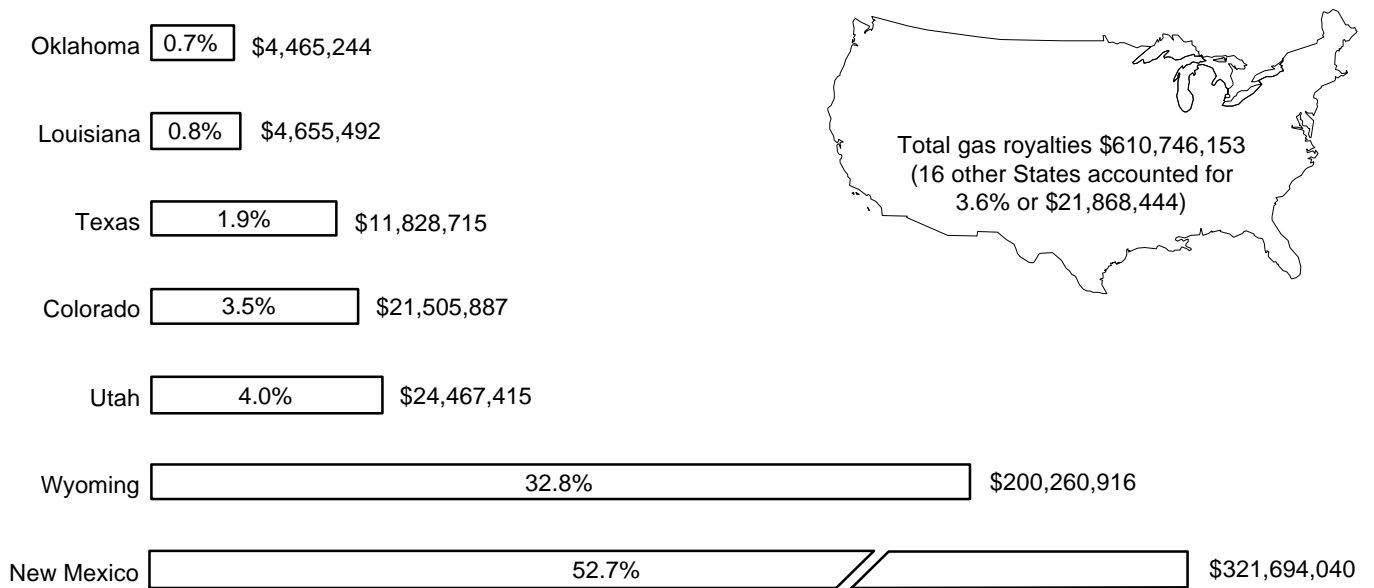 Oklahoma 0.7% $4,465,244
Louisiana 0.8% $4,655,492
Total gas royalties $610,746,153
(16 other States accounted for
3.6% or $21,868,444)
Texas 1.9% $11,828,715
Colorado 3.5% $21,505,887
Utah 4.0% $24,467,415
Wyoming 32.8% $200,260,916
New Mexico 52.7% $321,694,040